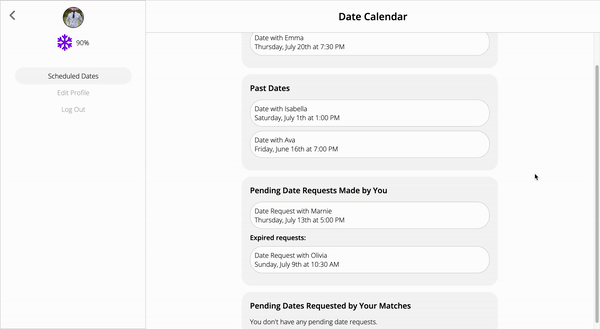 Date Calendar
90%
Scheduled Dates
Edit Profile
Log Out
Date with Emma
Thursday, July 20th at 7:30 PM
Past Dates
Date with Isabella
Saturday, July 1th at 1:00 PM
Date with Ava
Friday, June 16th at 7:00 PM
Pending Date Requests Made by You
Date Request with Marnie
Thursday, July 13th at 5:00 PM
Expired requests:
Date Request with Olivia
Sunday, July 9th at 10:30 AM
Pending Dates Requested by Your Matches
You don't have any pending date requests.